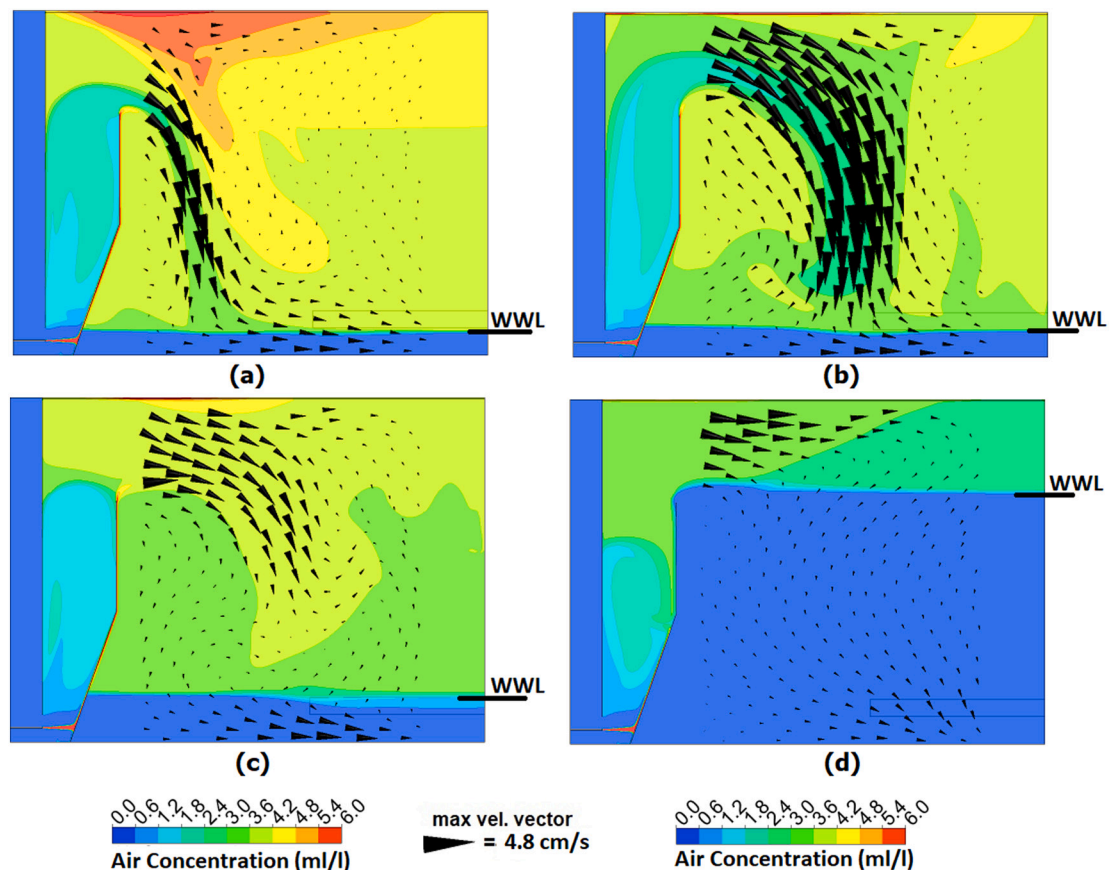 WWL
WWL
(a)
(b)
WWL
WWL
(c)
(d)
0.0 0.6 1.2 1.8 2.4 3.0 3.6 4.2 4.8 5.4 6.0
Air Concentration (ml/l)
max vel. vector
= 4.8 cm/s
0.0 0.6 1.2 1.8 2.4 3.0 3.6 4.2 4.8 5.4 6.0
Air Concentration (ml/l)